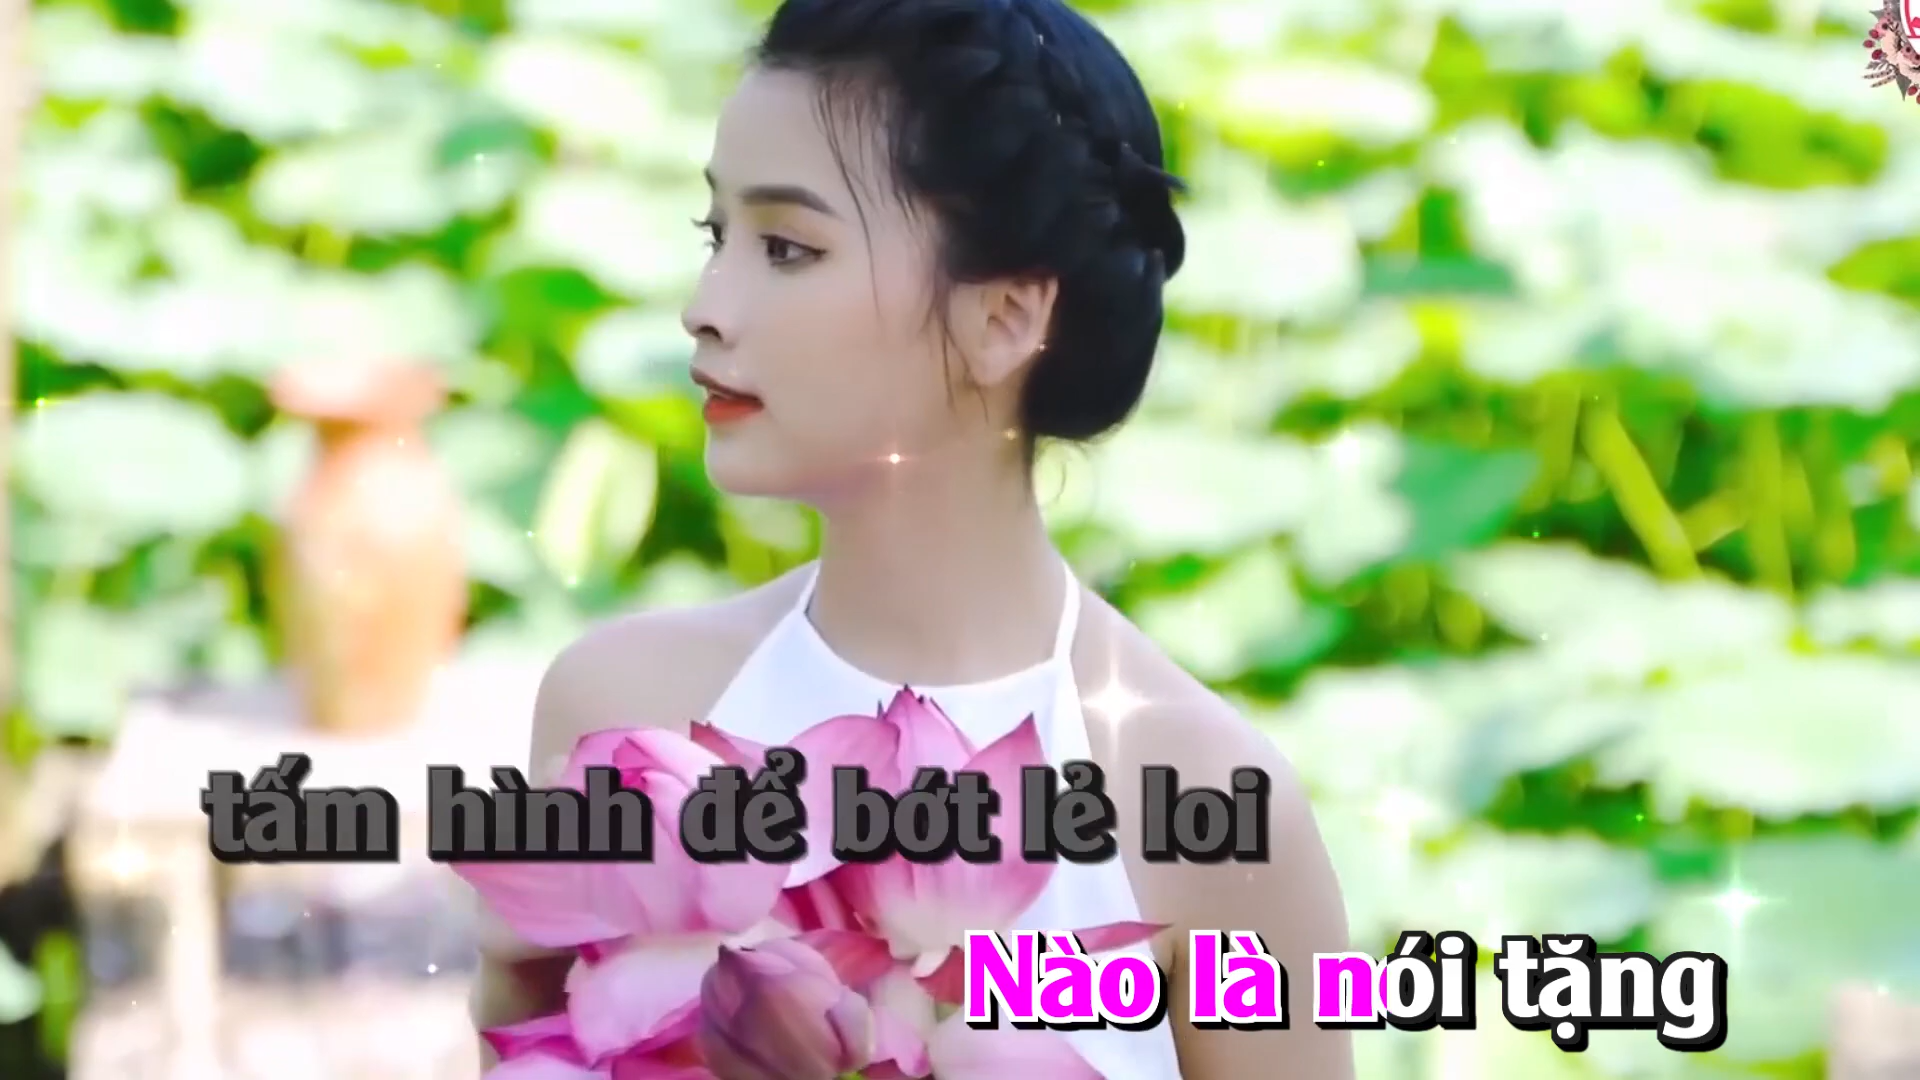 tấm hình để bớt lẻ loi
Nào là nói tặng